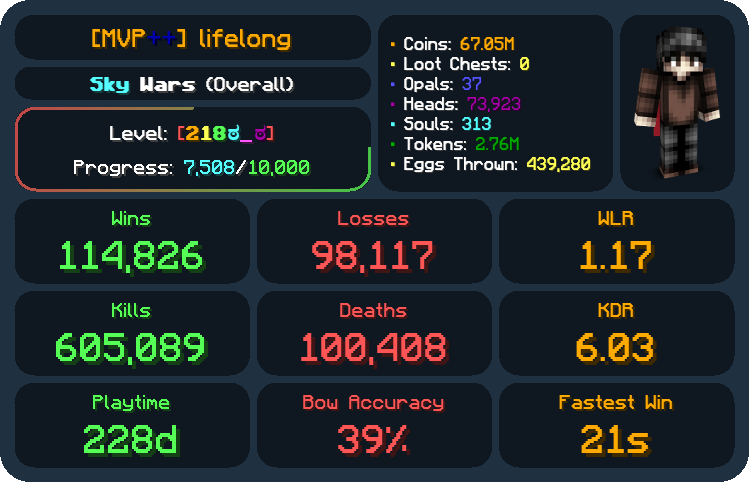 [MVP++] lifelong
Sky Wars (Overall)
Level: [218ಠ_ಠ]
Progress: 7,508/10,000
• Coins: 67.05M
• Loot Chests: 0
• Opals: 37
• Heads: 73,923
• Souls: 313
• Tokens: 2.76M
• Eggs Thrown: 439,280
Wins
114,826
Losses
98,117
WLR
1.17
Kills
605,089
Deaths
100,408
KDR
6.03
Playtime
228d
Bow Accuracy
39%
Fastest Win
21s